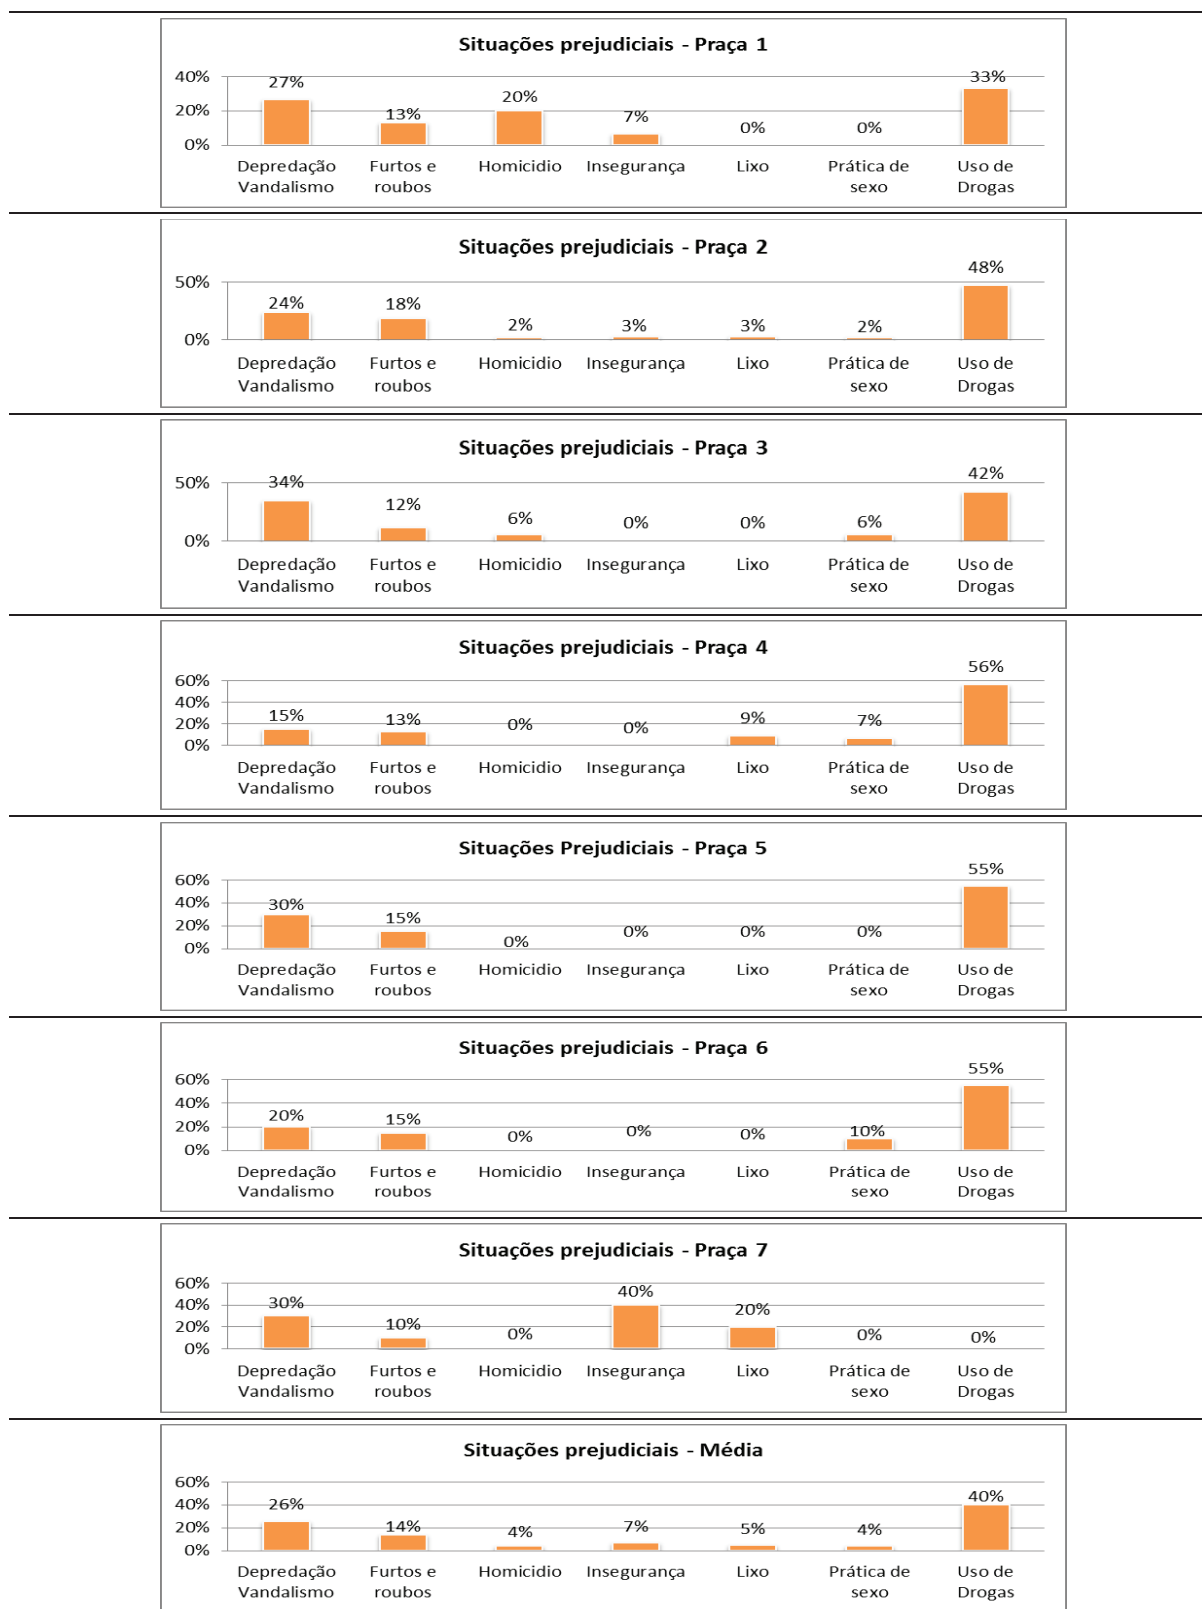 Situações prejudiciais - Praça 1
40%
20%
0%
27%
13%
20%
7%
0%
0%
33%
Depredação Vandalismo
Furtos e roubos
Homicidio
Insegurança
Lixo
Prática de sexo
Uso de Drogas
Situações prejudiciais - Praça 2
50%
0%
24%
18%
2%
3%
3%
2%
48%
Depredação Vandalismo
Furtos e roubos
Homicidio
Insegurança
Lixo
Prática de sexo
Uso de Drogas
Situações prejudiciais - Praça 3
50%
0%
34%
12%
6%
0%
0%
6%
42%
Depredação Vandalismo
Furtos e roubos
Homicidio
Insegurança
Lixo
Prática de sexo
Uso de Drogas
Situações prejudiciais - Praça 4
60%
40%
20%
0%
15%
13%
0%
0%
9%
7%
56%
Depredação Vandalismo
Furtos e roubos
Homicidio
Insegurança
Lixo
Prática de sexo
Uso de Drogas
Situações Prejudiciais - Praça 5
60%
40%
20%
0%
30%
15%
0%
0%
0%
0%
55%
Depredação Vandalismo
Furtos e roubos
Homicidio
Insegurança
Lixo
Prática de sexo
Uso de Drogas
Situações prejudiciais - Praça 6
60%
40%
20%
0%
20%
15%
0%
0%
0%
10%
55%
Depredação Vandalismo
Furtos e roubos
Homicidio
Insegurança
Lixo
Prática de sexo
Uso de Drogas
Situações prejudiciais - Praça 7
60%
40%
20%
0%
30%
10%
0%
40%
20%
0%
0%
Depredação Vandalismo
Furtos e roubos
Homicidio
Insegurança
Lixo
Prática de sexo
Uso de Drogas
Situações prejudiciais - Média
60%
40%
20%
0%
26%
14%
4%
7%
5%
4%
40%
Depredação Vandalismo
Furtos e roubos
Homicidio
Insegurança
Lixo
Prática de sexo
Uso de Drogas